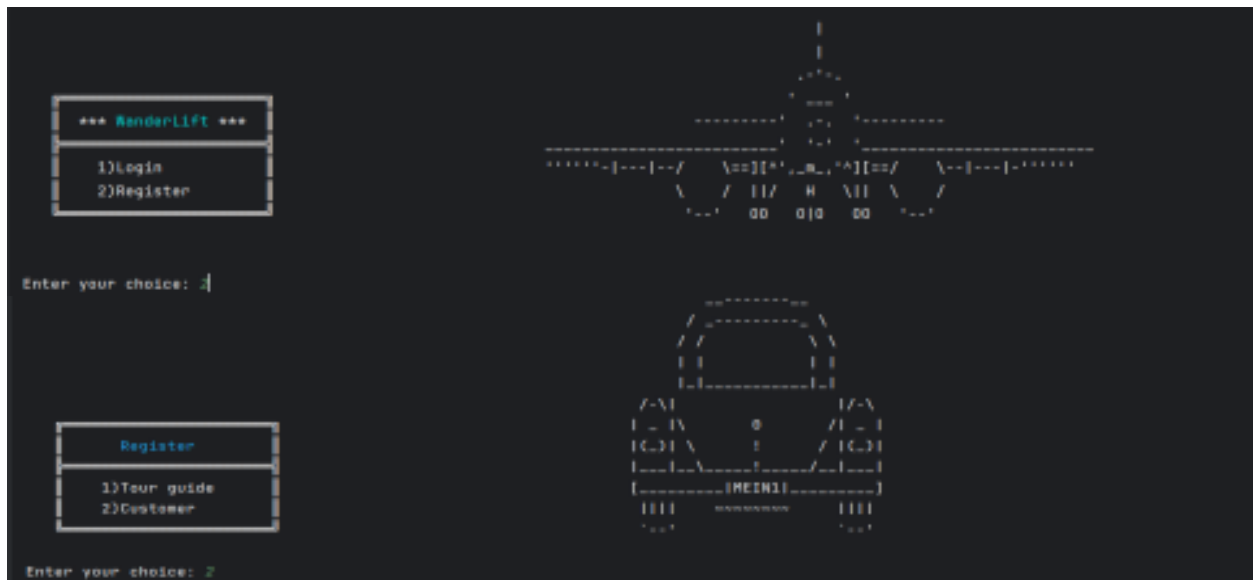 *** WanderLift ***
1)Login
2)Register
Enter your choice: 2
Register
1)Tour guide
2)Customer
|MEIN1|
Enter your choice: 2